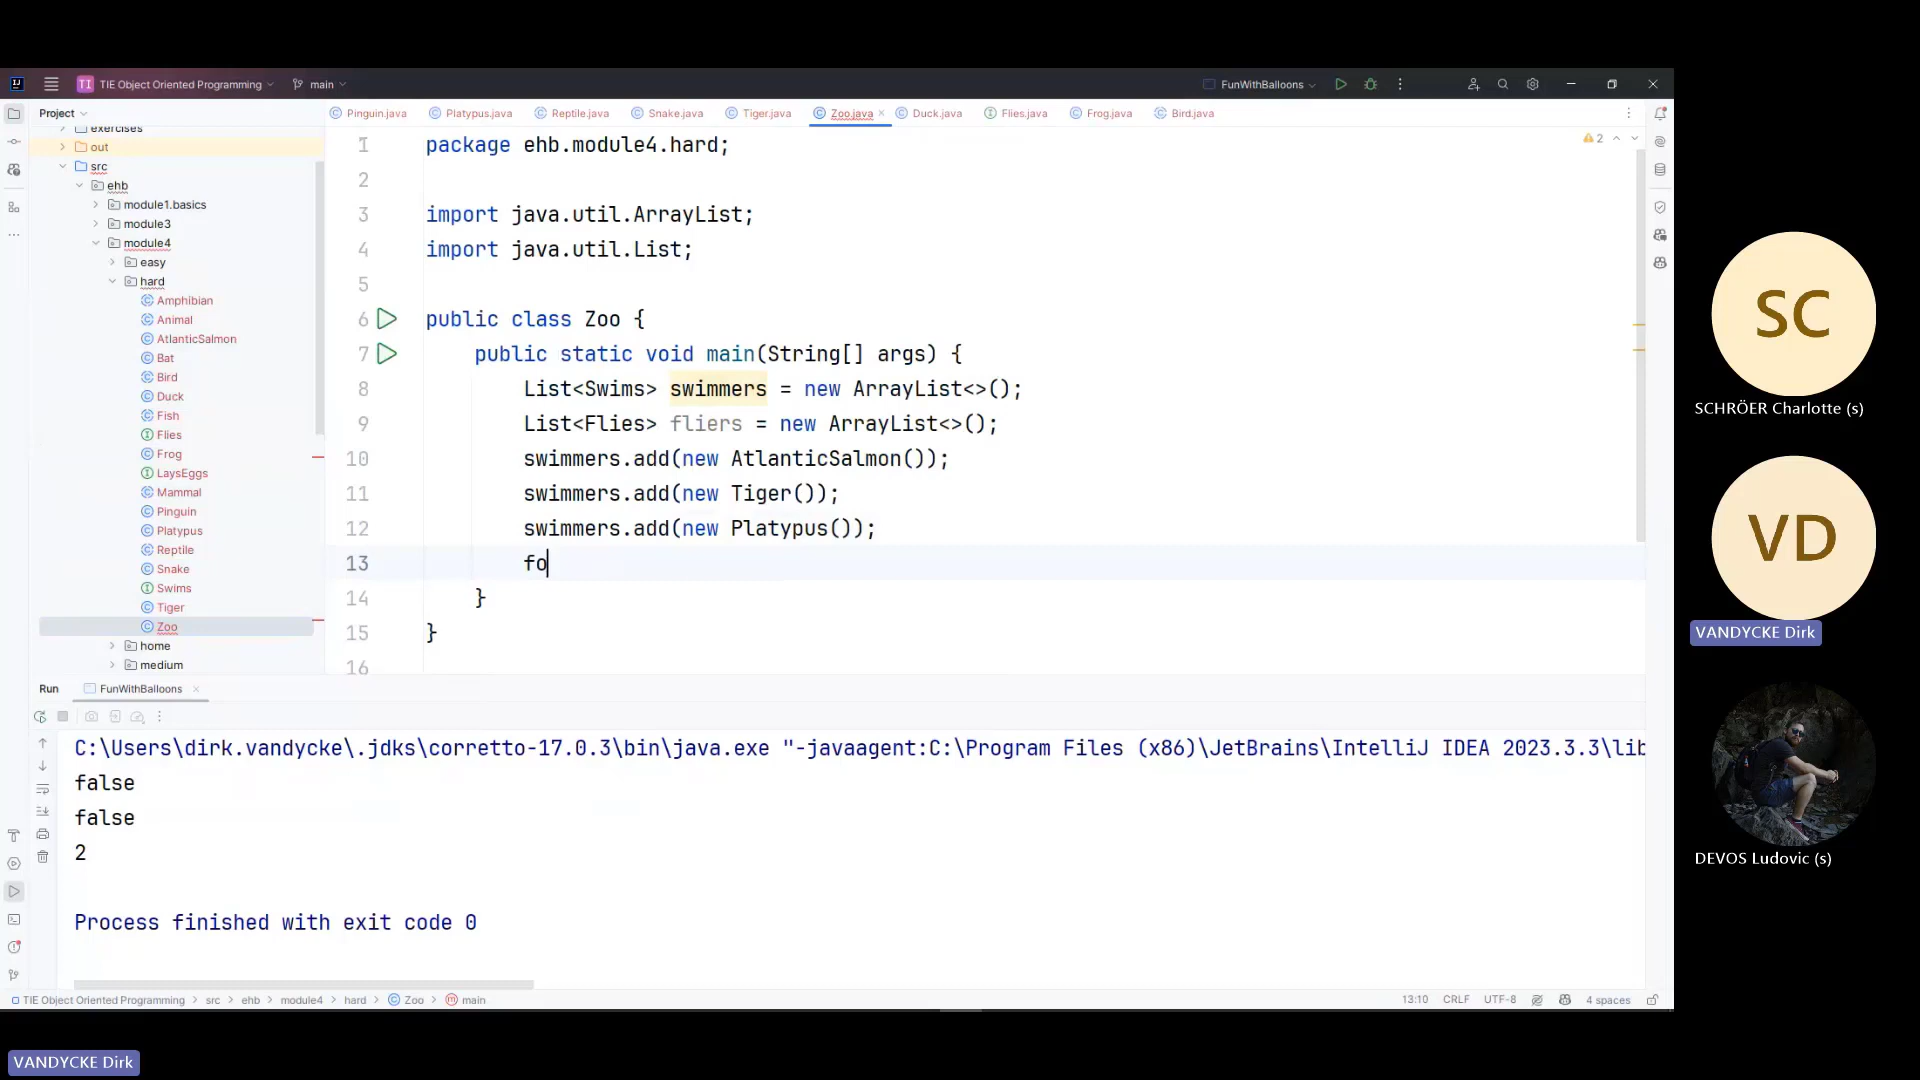 TI TIE Object Oriented Programming main FunWithBalloons
Project
Pinguin.java Platypus.java Reptile.java Snake.java Tiger.java Zoo.java Duck.java Flies.java Frog.java Bird.java
exercises
out
src
ehb
module1.basics
module3
module4
easy
hard
Amphibian
Animal
AtlanticSalmon
Bat
Bird
Duck
Fish
Flies
Frog
LaysEggs
Mammal
Pinguin
Platypus
Reptile
Snake
Swims
Tiger
Zoo
home
medium
2
1 package ehb.module4.hard;
2
3 import java.util.ArrayList;
4 import java.util.List;
5
6 public class Zoo {
7 public static void main(String[] args) {
8 List<Swims> swimmers = new ArrayList<>();
9 List<Flies> fliers = new ArrayList<>();
10 swimmers.add(new AtlanticSalmon());
11 swimmers.add(new Tiger());
12 swimmers.add(new Platypus());
13 fo
14 }
15 }
16
Run FunWithBalloons
C:\Users\dirk.vandycke\.jdks\corretto-17.0.3\bin\java.exe "-javaagent:C:\Program Files (x86)\JetBrains\IntelliJ IDEA 2023.3.3\lib
false
false
2
Process finished with exit code 0
TIE Object Oriented Programming > src > ehb > module4 > hard > Zoo > main
13:10 CRLF UTF-8 4 spaces
SC
SCHRÖER Charlotte (s)
VD
VANDYCKE Dirk
DEVOS Ludovic (s)
VANDYCKE Dirk